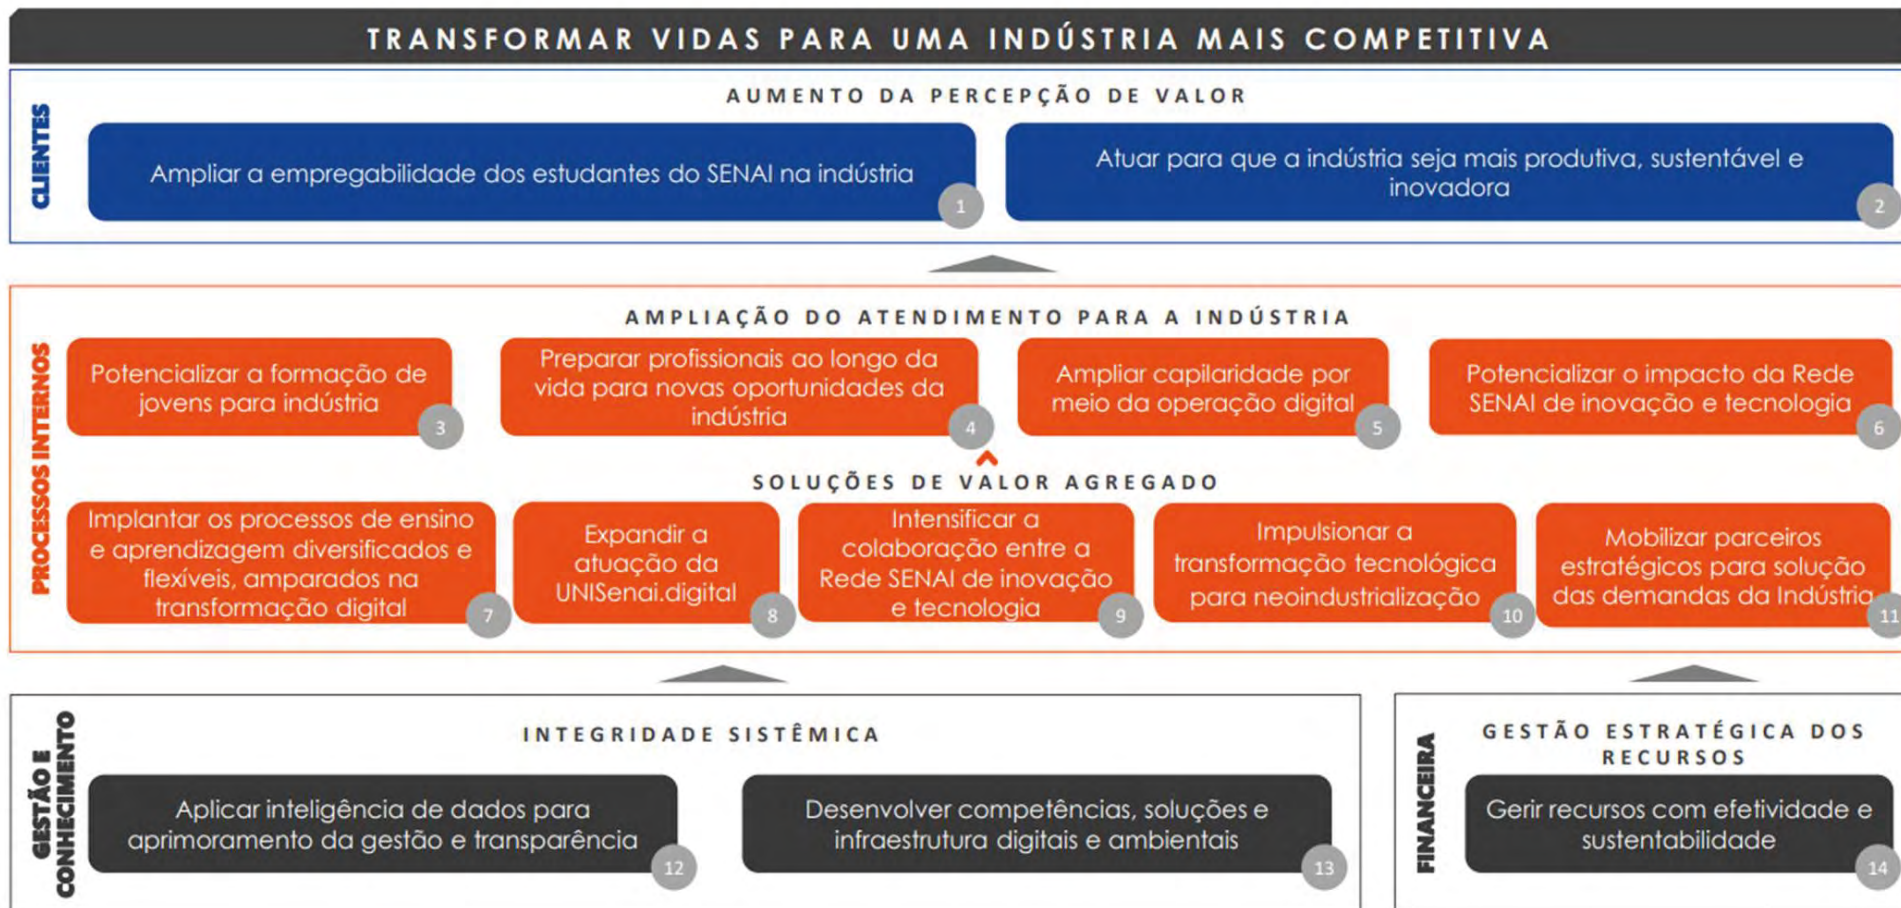 TRANSFORMAR VIDAS PARA UMA INDÚSTRIA MAIS COMPETITIVA
CLIENTES
AUMENTO DA PERCEPÇÃO DE VALOR
Ampliar a empregabilidade dos estudantes do SENAI na indústria
1
Atuar para que a indústria seja mais produtiva, sustentável e
inovadora
2
PROCESSOS INTERNOS
AMPLIAÇÃO DO ATENDIMENTO PARA A INDÚSTRIA
Potencializar a formação de
jovens para indústria
3
Preparar profissionais ao longo da
vida para novas oportunidades da
indústria
4
Ampliar capilaridade por
meio da operação digital
5
Potencializar o impacto da Rede
SENAI de inovação e tecnologia
6
SOLUÇÕES DE VALOR AGREGADO
Implantar os processos de ensino
e aprendizagem diversificados e
flexíveis, amparados na
transformação digital
7
Expandir a
atuação da
UNISenai.digital
8
Intensificar a
colaboração entre a
Rede SENAI de inovação
e tecnologia
9
Impulsionar a
transformação tecnológica
para neoindustrialização
10
Mobilizar parceiros
estratégicos para solução
das demandas da Indústria
11
GESTÃO E
CONHECIMENTO
INTEGRIDADE SISTÊMICA
Aplicar inteligência de dados para
aprimoramento da gestão e transparência
12
Desenvolver competências, soluções e
infraestrutura digitais e ambientais
13
FINANCEIRA
GESTÃO ESTRATÉGICA DOS
RECURSOS
Gerir recursos com efetividade e
sustentabilidade
14